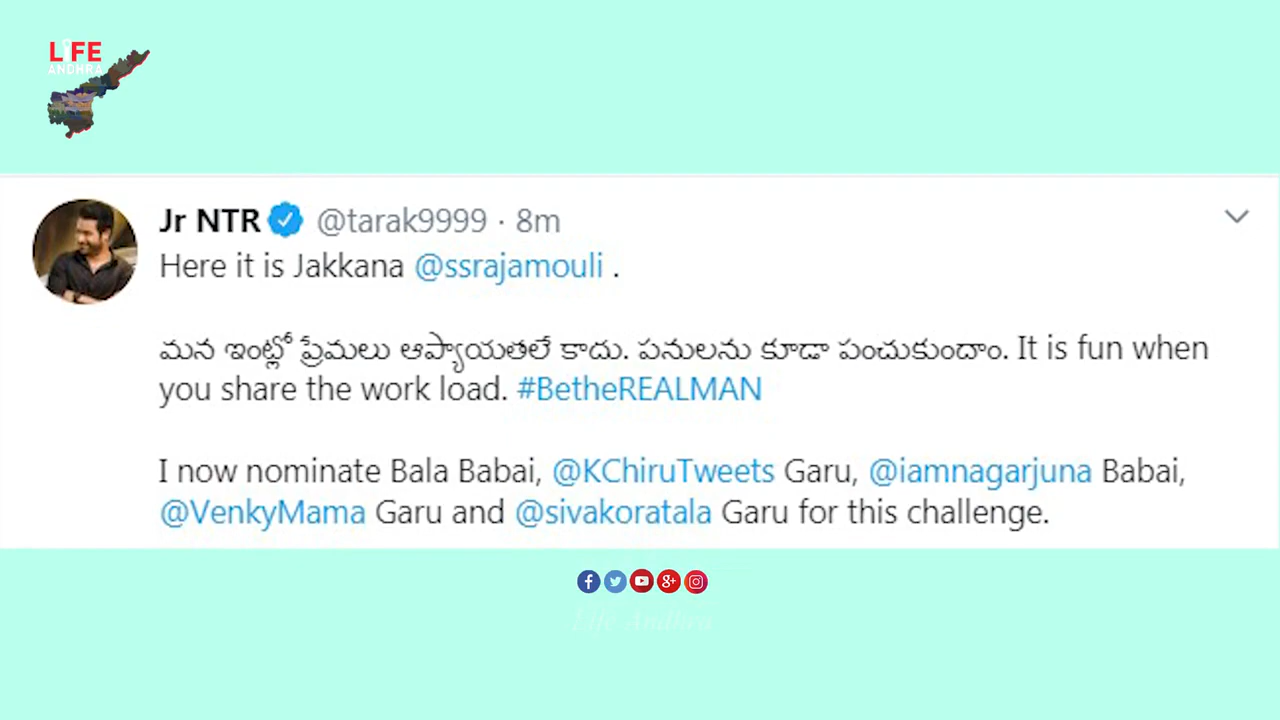 LiFE
ANDHRA
Jr NTR @tarak9999 · 8m
Here it is Jakkana @ssrajamouli .
మన ఇంట్లో ప్రేమలు ఆప్యాయతలే కాదు. పనులను కూడా పంచుకుందాం. It is fun when
you share the work load. #BetheREALMAN
I now nominate Bala Babai, @KChiruTweets Garu, @iamnagarjuna Babai,
@VenkyMama Garu and @sivakoratala Garu for this challenge.
Life Andhra